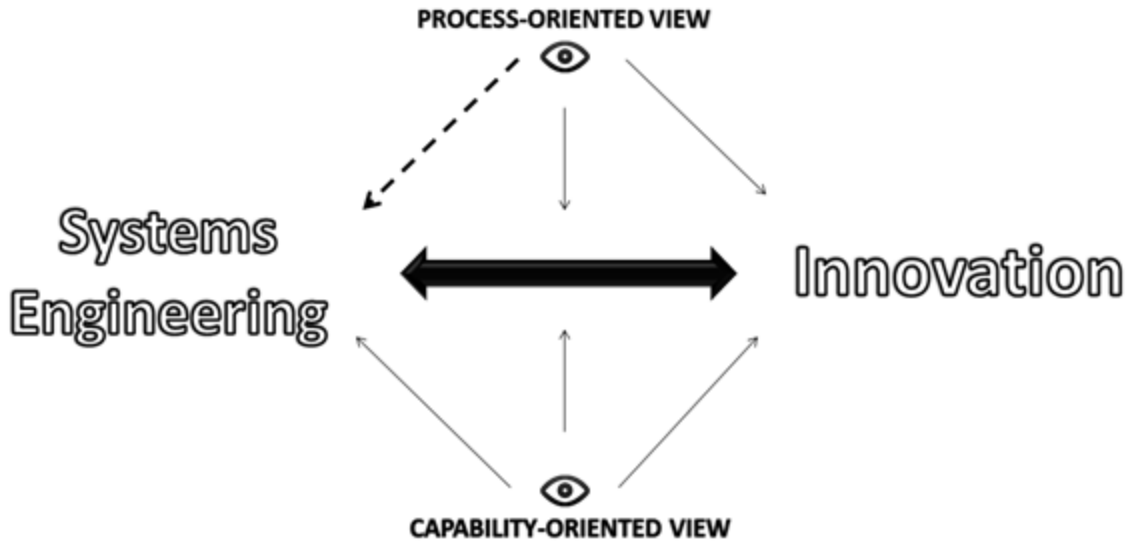 PROCESS-ORIENTED VIEW
Systems
Engineering
Innovation
CAPABILITY-ORIENTED VIEW